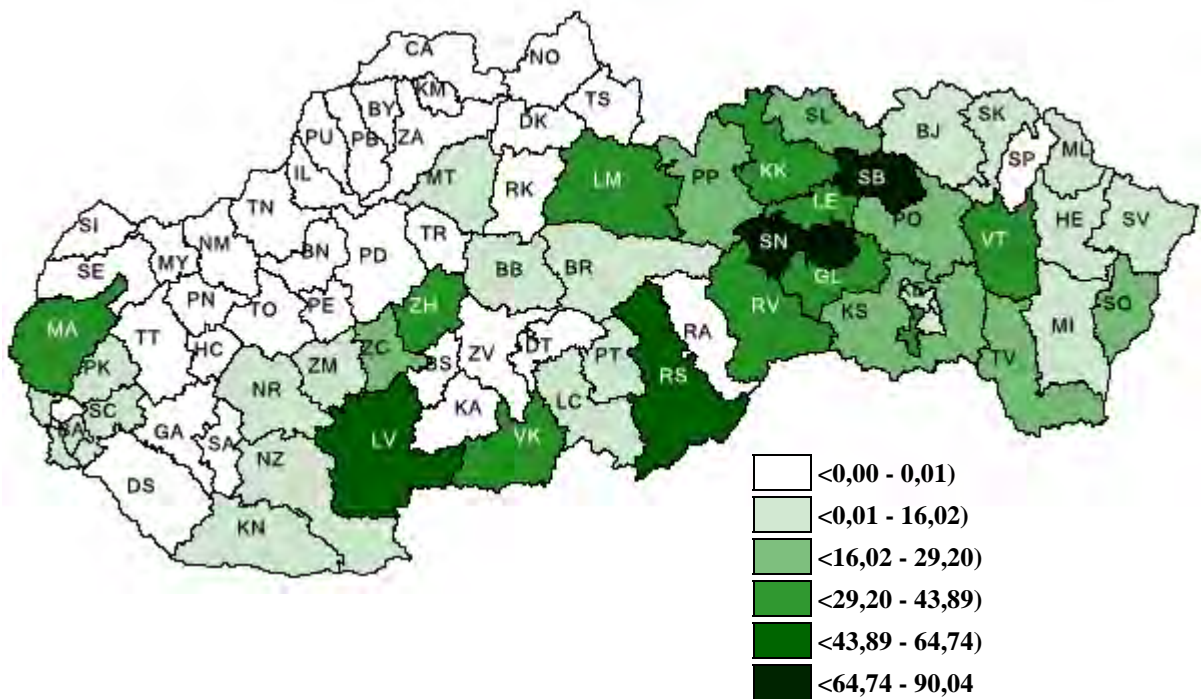 CA
NO
KM
TS
BY
PU
PB
ZA
DK
SL
BJ
SK
SP
ML
IL
MT
RK
LM
PP
KK
SB
LE
TN
SI
NM
TR
SN
PO
VT
HE
SV
SE
MY
BN
PD
BB
BR
GL
PN
TO
PE
ZH
RV
KS
SO
MA
TT
HC
ZC
BS
ZV
DT
RA
MI
PK
ZM
PT
RS
TV
NR
KA
LC
SC
GA
SA
LV
VK
DS
NZ
KN
<0,00 - 0,01)
<0,01 - 16,02)
<16,02 - 29,20)
<29,20 - 43,89)
<43,89 - 64,74)
<64,74 - 90,04